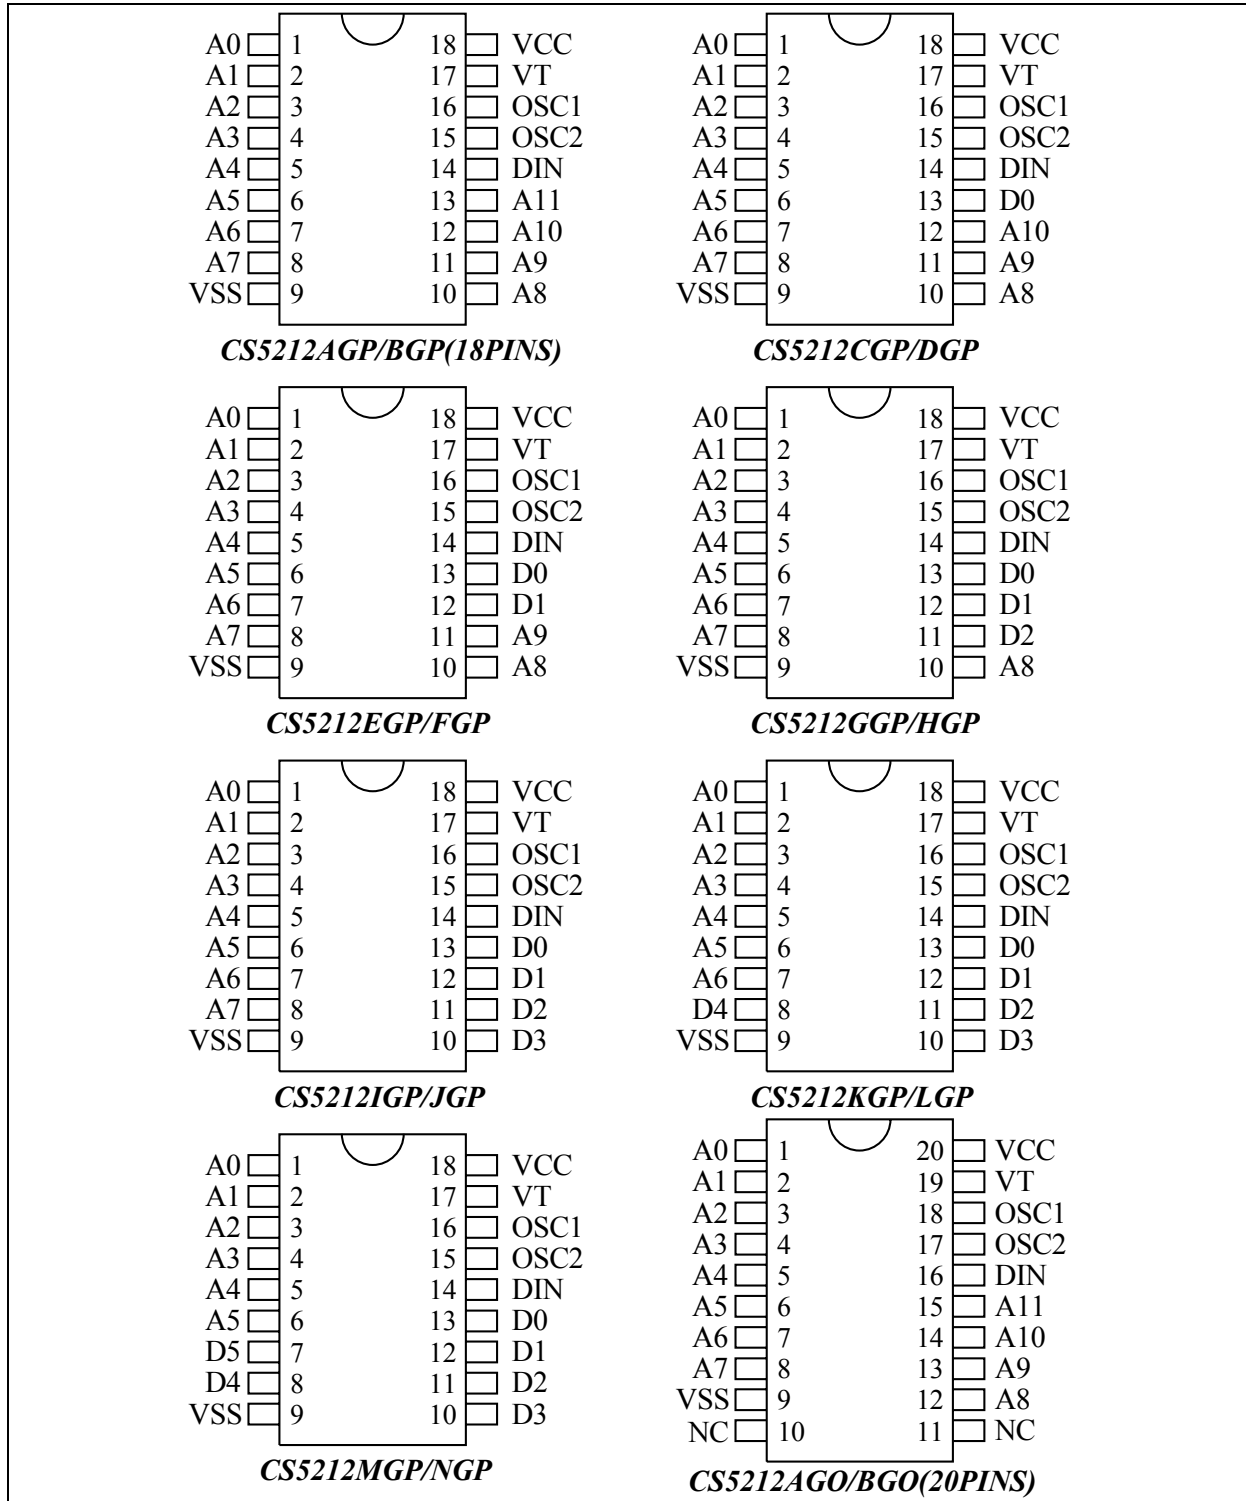 A0 1 18 VCC
A1 2 17 VT
A2 3 16 OSC1
A3 4 15 OSC2
A4 5 14 DIN
A5 6 13 A11
A6 7 12 A10
A7 8 11 A9
VSS 9 10 A8
CS5212AGP/BGP(18PINS)
A0 1 18 VCC
A1 2 17 VT
A2 3 16 OSC1
A3 4 15 OSC2
A4 5 14 DIN
A5 6 13 D0
A6 7 12 A10
A7 8 11 A9
VSS 9 10 A8
CS5212CGP/DGP
A0 1 18 VCC
A1 2 17 VT
A2 3 16 OSC1
A3 4 15 OSC2
A4 5 14 DIN
A5 6 13 D0
A6 7 12 D1
A7 8 11 A9
VSS 9 10 A8
CS5212EGP/FGP
A0 1 18 VCC
A1 2 17 VT
A2 3 16 OSC1
A3 4 15 OSC2
A4 5 14 DIN
A5 6 13 D0
A6 7 12 D1
A7 8 11 D2
VSS 9 10 A8
CS5212GGP/HGP
A0 1 18 VCC
A1 2 17 VT
A2 3 16 OSC1
A3 4 15 OSC2
A4 5 14 DIN
A5 6 13 D0
A6 7 12 D1
A7 8 11 D2
VSS 9 10 D3
CS5212IGP/JGP
A0 1 18 VCC
A1 2 17 VT
A2 3 16 OSC1
A3 4 15 OSC2
A4 5 14 DIN
A5 6 13 D0
A6 7 12 D1
D4 8 11 D2
VSS 9 10 D3
CS5212KGP/LGP
A0 1 18 VCC
A1 2 17 VT
A2 3 16 OSC1
A3 4 15 OSC2
A4 5 14 DIN
A5 6 13 D0
D5 7 12 D1
D4 8 11 D2
VSS 9 10 D3
CS5212MGP/NGP
A0 1 20 VCC
A1 2 19 VT
A2 3 18 OSC1
A3 4 17 OSC2
A4 5 16 DIN
A5 6 15 A11
A6 7 14 A10
A7 8 13 A9
VSS 9 12 A8
NC 10 11 NC
CS5212AGO/BGO(20PINS)